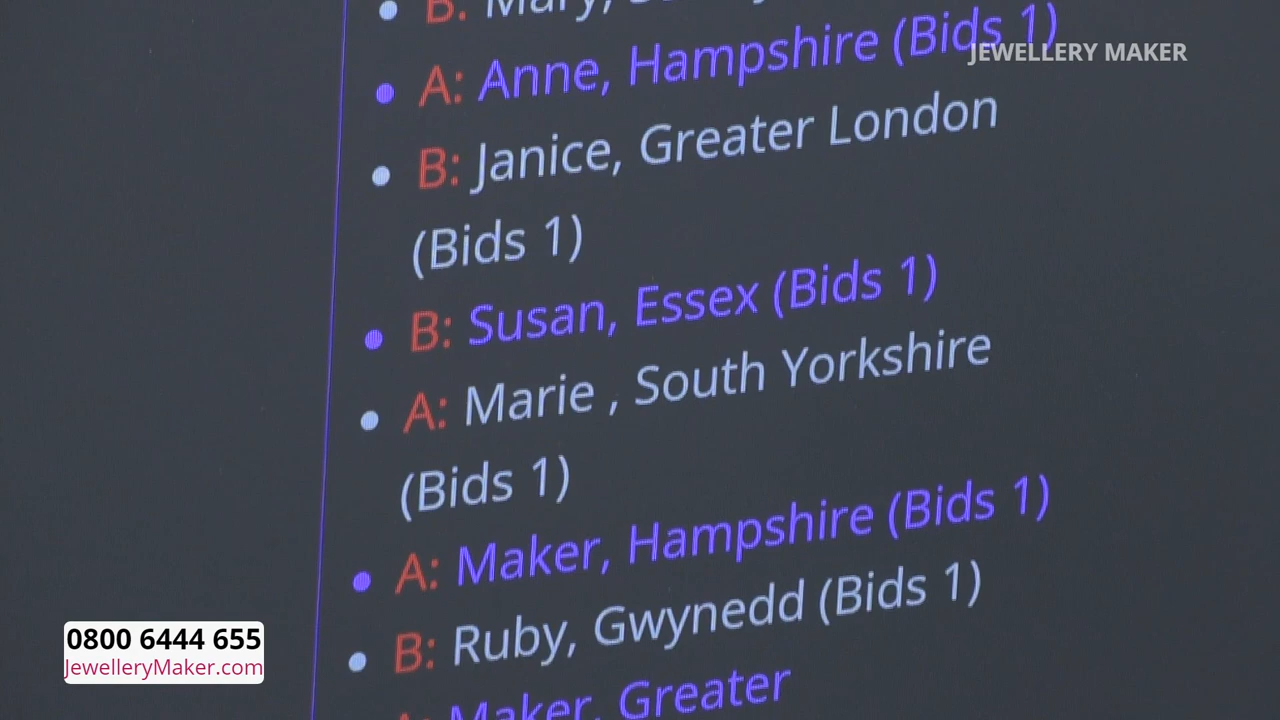 B: Mary,
A: Anne, Hampshire (Bids 1)
JEWELLERY MAKER
B: Janice, Greater London
(Bids 1)
B: Susan, Essex (Bids 1)
A: Marie , South Yorkshire
(Bids 1)
A: Maker, Hampshire (Bids 1)
B: Ruby, Gwynedd (Bids 1)
A: Maker, Greater
0800 6444 655
JewelleryMaker.com